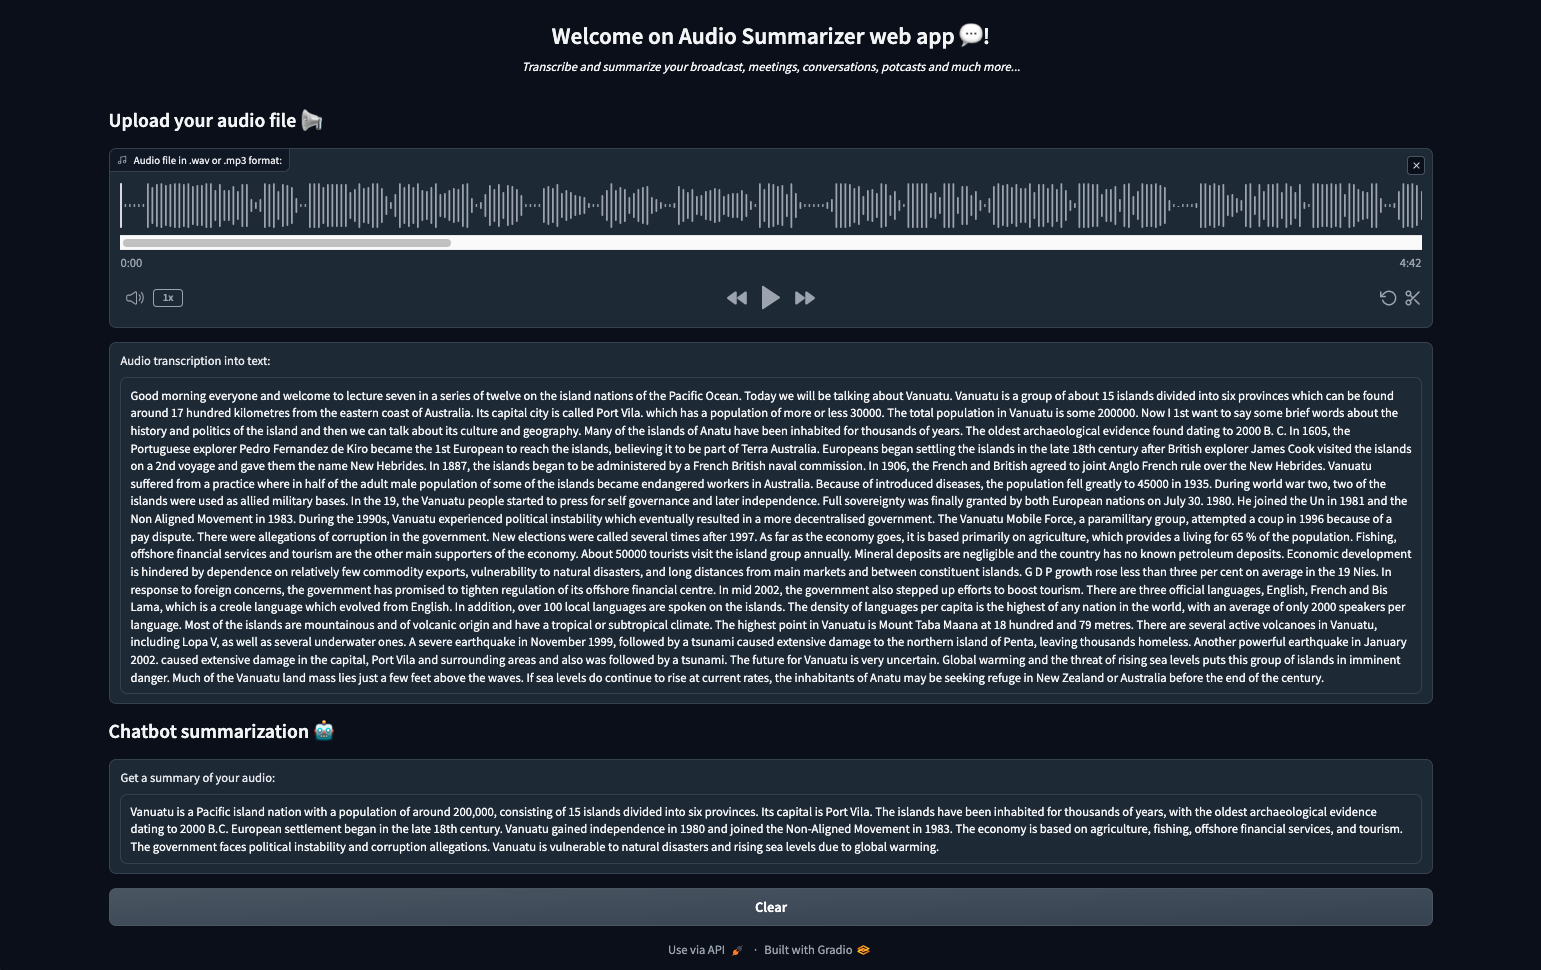 Welcome on Audio Summarizer web app 💬!
Transcribe and summarize your broadcast, meetings, conversations, potcasts and much more...
Upload your audio file
Audio file in .wav or .mp3 format:
0:00
4:42
1x
Audio transcription into text:
Good morning everyone and welcome to lecture seven in a series of twelve on the island nations of the Pacific Ocean. Today we will be talking about Vanuatu. Vanuatu is a group of about 15 islands divided into six provinces which can be found
around 17 hundred kilometres from the eastern coast of Australia. Its capital city is called Port Vila. which has a population of more or less 30000. The total population in Vanuatu is some 200000. Now I 1st want to say some brief words about the
history and politics of the island and then we can talk about its culture and geography. Many of the islands of Anatu have been inhabited for thousands of years. The oldest archaeological evidence found dating to 2000 B. C. In 1605, the
Portuguese explorer Pedro Fernandez de Kiro became the 1st European to reach the islands, believing it to be part of Terra Australia. Europeans began settling the islands in the late 18th century after British explorer James Cook visited the islands
on a 2nd voyage and gave them the name New Hebrides. In 1887, the islands began to be administered by a French British naval commission. In 1906, the French and British agreed to joint Anglo French rule over the New Hebrides. Vanuatu
suffered from a practice where in half of the adult male population of some of the islands became endangered workers in Australia. Because of introduced diseases, the population fell greatly to 45000 in 1935. During world war two, two of the
islands were used as allied military bases. In the 19, the Vanuatu people started to press for self governance and later independence. Full sovereignty was finally granted by both European nations on July 30. 1980. He joined the Un in 1981 and the
Non Aligned Movement in 1983. During the 1990s, Vanuatu experienced political instability which eventually resulted in a more decentralised government. The Vanuatu Mobile Force, a paramilitary group, attempted a coup in 1996 because of a
pay dispute. There were allegations of corruption in the government. New elections were called several times after 1997. As far as the economy goes, it is based primarily on agriculture, which provides a living for 65 % of the population. Fishing,
offshore financial services and tourism are the other main supporters of the economy. About 50000 tourists visit the island group annually. Mineral deposits are negligible and the country has no known petroleum deposits. Economic development
is hindered by dependence on relatively few commodity exports, vulnerability to natural disasters, and long distances from main markets and between constituent islands. G D P growth rose less than three per cent on average in the 19 Nies. In
response to foreign concerns, the government has promised to tighten regulation of its offshore financial centre. In mid 2002, the government also stepped up efforts to boost tourism. There are three official languages, English, French and Bis
Lama, which is a creole language which evolved from English. In addition, over 100 local languages are spoken on the islands. The density of languages per capita is the highest of any nation in the world, with an average of only 2000 speakers per
language. Most of the islands are mountainous and of volcanic origin and have a tropical or subtropical climate. The highest point in Vanuatu is Mount Taba Maana at 18 hundred and 79 metres. There are several active volcanoes in Vanuatu,
including Lopa V, as well as several underwater ones. A severe earthquake in November 1999, followed by a tsunami caused extensive damage to the northern island of Penta, leaving thousands homeless. Another powerful earthquake in January
2002. caused extensive damage in the capital, Port Vila and surrounding areas and also was followed by a tsunami. The future for Vanuatu is very uncertain. Global warming and the threat of rising sea levels puts this group of islands in imminent
danger. Much of the Vanuatu land mass lies just a few feet above the waves. If sea levels do continue to rise at current rates, the inhabitants of Anatu may be seeking refuge in New Zealand or Australia before the end of the century.
Chatbot summarization
Get a summary of your audio:
Vanuatu is a Pacific island nation with a population of around 200,000, consisting of 15 islands divided into six provinces. Its capital is Port Vila. The islands have been inhabited for thousands of years, with the oldest archaeological evidence
dating to 2000 B.C. European settlement began in the late 18th century. Vanuatu gained independence in 1980 and joined the Non-Aligned Movement in 1983. The economy is based on agriculture, fishing, offshore financial services, and tourism.
The government faces political instability and corruption allegations. Vanuatu is vulnerable to natural disasters and rising sea levels due to global warming.
Clear
Use via API · Built with Gradio